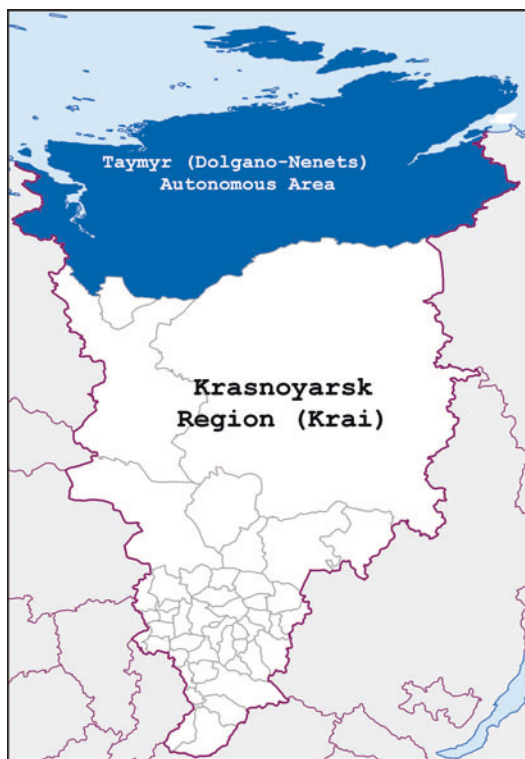 Taymyr (Dolgano-Nenets)
Autonomous Area
Krasnoyarsk
Region (Krai)